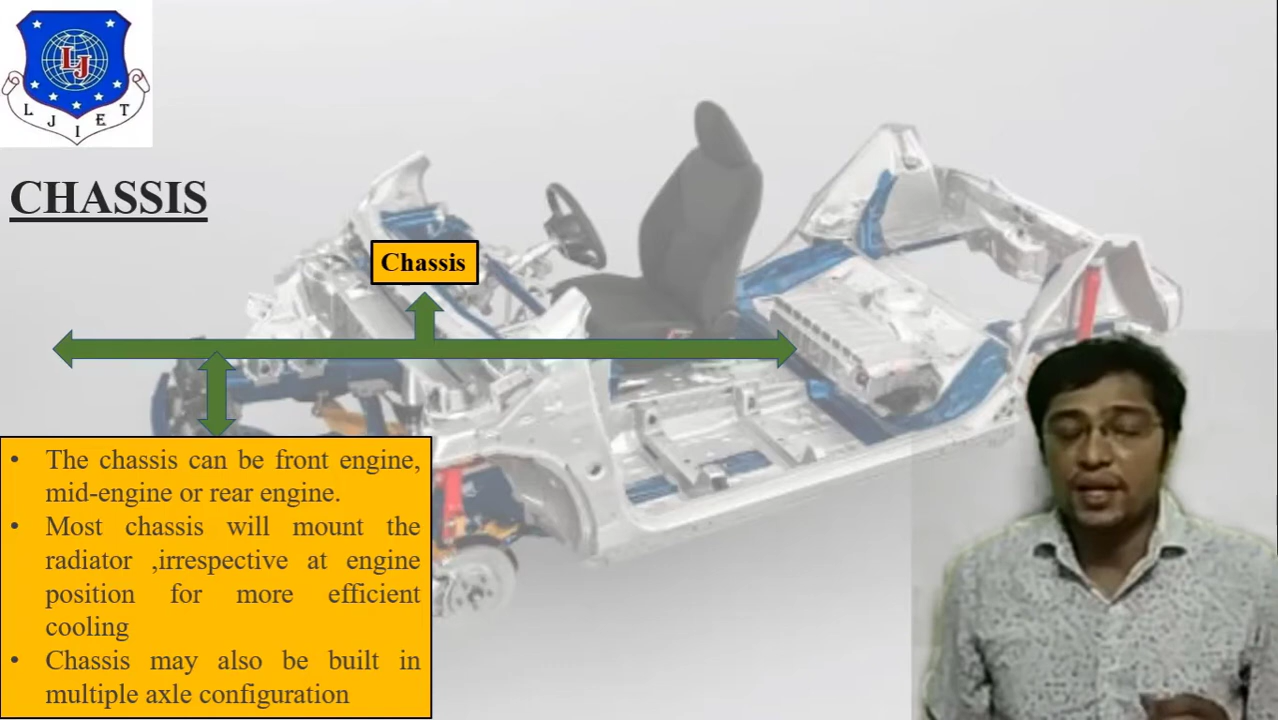 LJ
L J I E T
CHASSIS
Chassis
• The chassis can be front engine,
mid-engine or rear engine.
• Most chassis will mount the
radiator ,irrespective at engine
position for more efficient
cooling
• Chassis may also be built in
multiple axle configuration